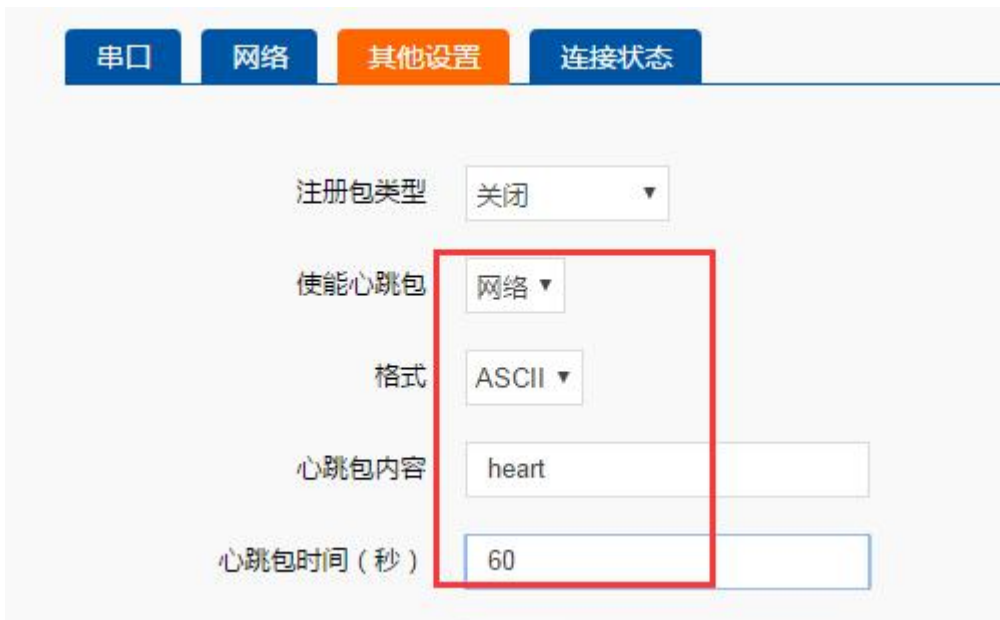 串口 网络 其他设置 连接状态
注册包类型 关闭
使能心跳包 网络
格式 ASCII
心跳包内容 heart
心跳包时间（秒） 60